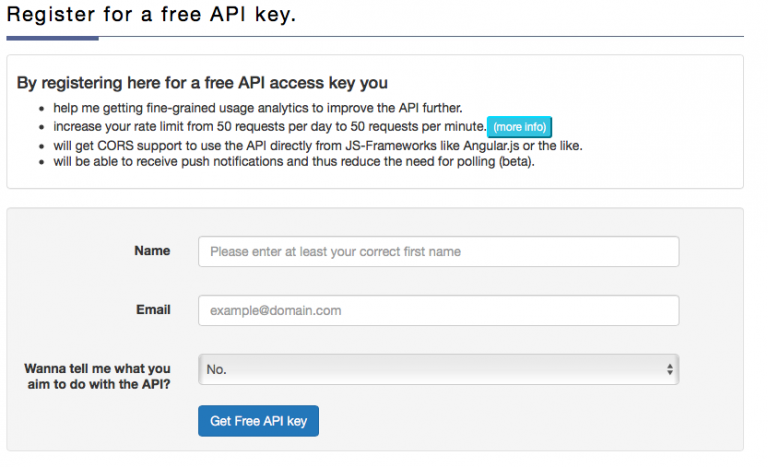 Register for a free API key.
By registering here for a free API access key you
help me getting fine-grained usage analytics to improve the API further.
increase your rate limit from 50 requests per day to 50 requests per minute. (more info)
will get CORS support to use the API directly from JS-Frameworks like Angular.js or the like.
will be able to receive push notifications and thus reduce the need for polling (beta).
Name
Please enter at least your correct first name
Email
example@domain.com
Wanna tell me what you
aim to do with the API?
No.
Get Free API key